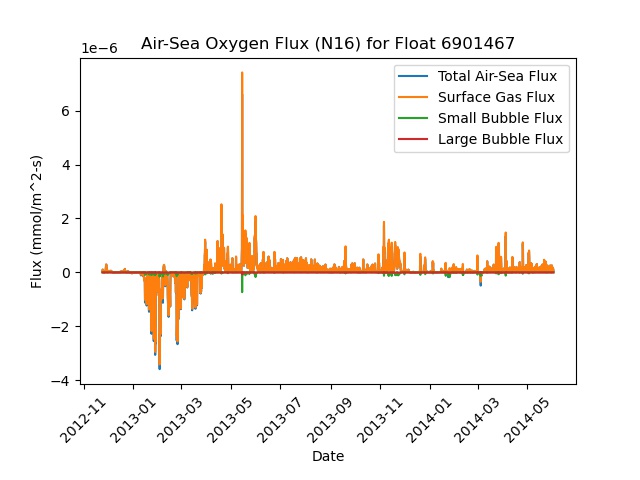 Air-Sea Oxygen Flux (N16) for Float 6901467
1e−6
Total Air-Sea Flux
Surface Gas Flux
Small Bubble Flux
Large Bubble Flux
Flux (mmol/m^2-s)
6
4
2
0
−2
−4
2012-11
2013-01
2013-03
2013-05
2013-07
2013-09
2013-11
2014-01
2014-03
2014-05
Date